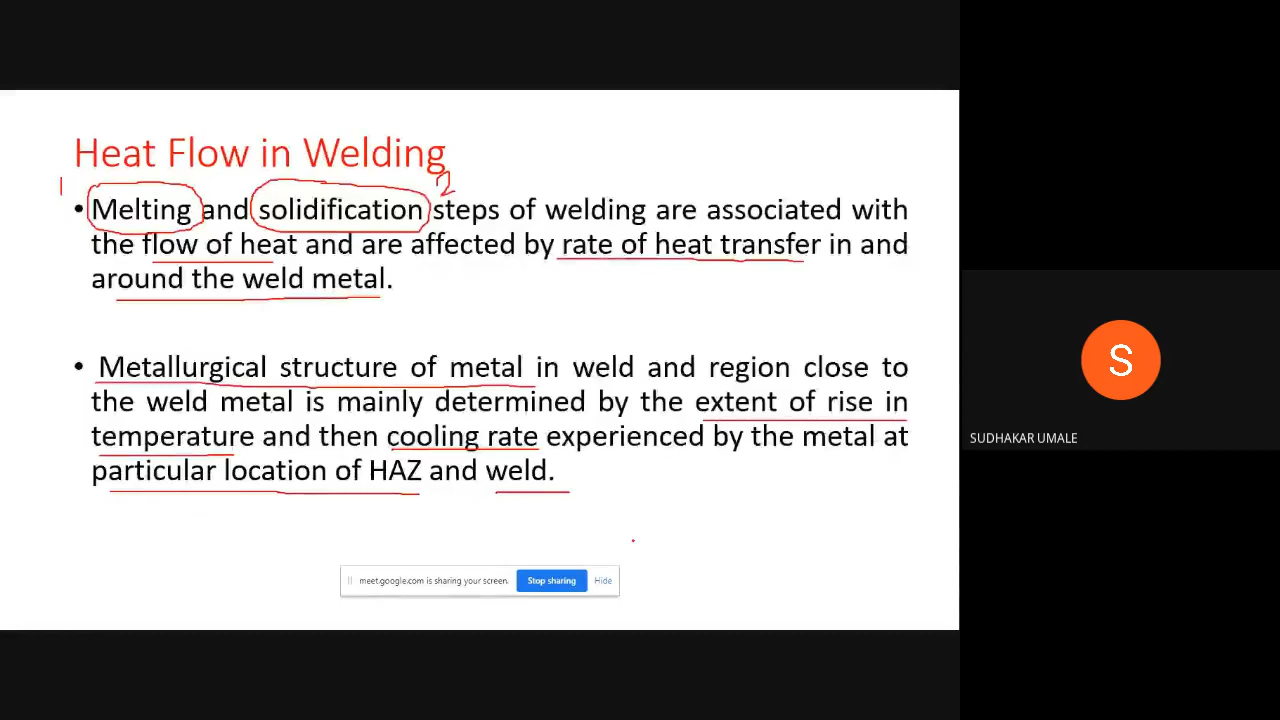 Heat Flow in Welding
1
2
• Melting and solidification steps of welding are associated with
the flow of heat and are affected by rate of heat transfer in and
around the weld metal.
• Metallurgical structure of metal in weld and region close to
the weld metal is mainly determined by the extent of rise in
temperature and then cooling rate experienced by the metal at
particular location of HAZ and weld.
meet.google.com is sharing your screen. Stop sharing Hide
S
SUDHAKAR UMALE